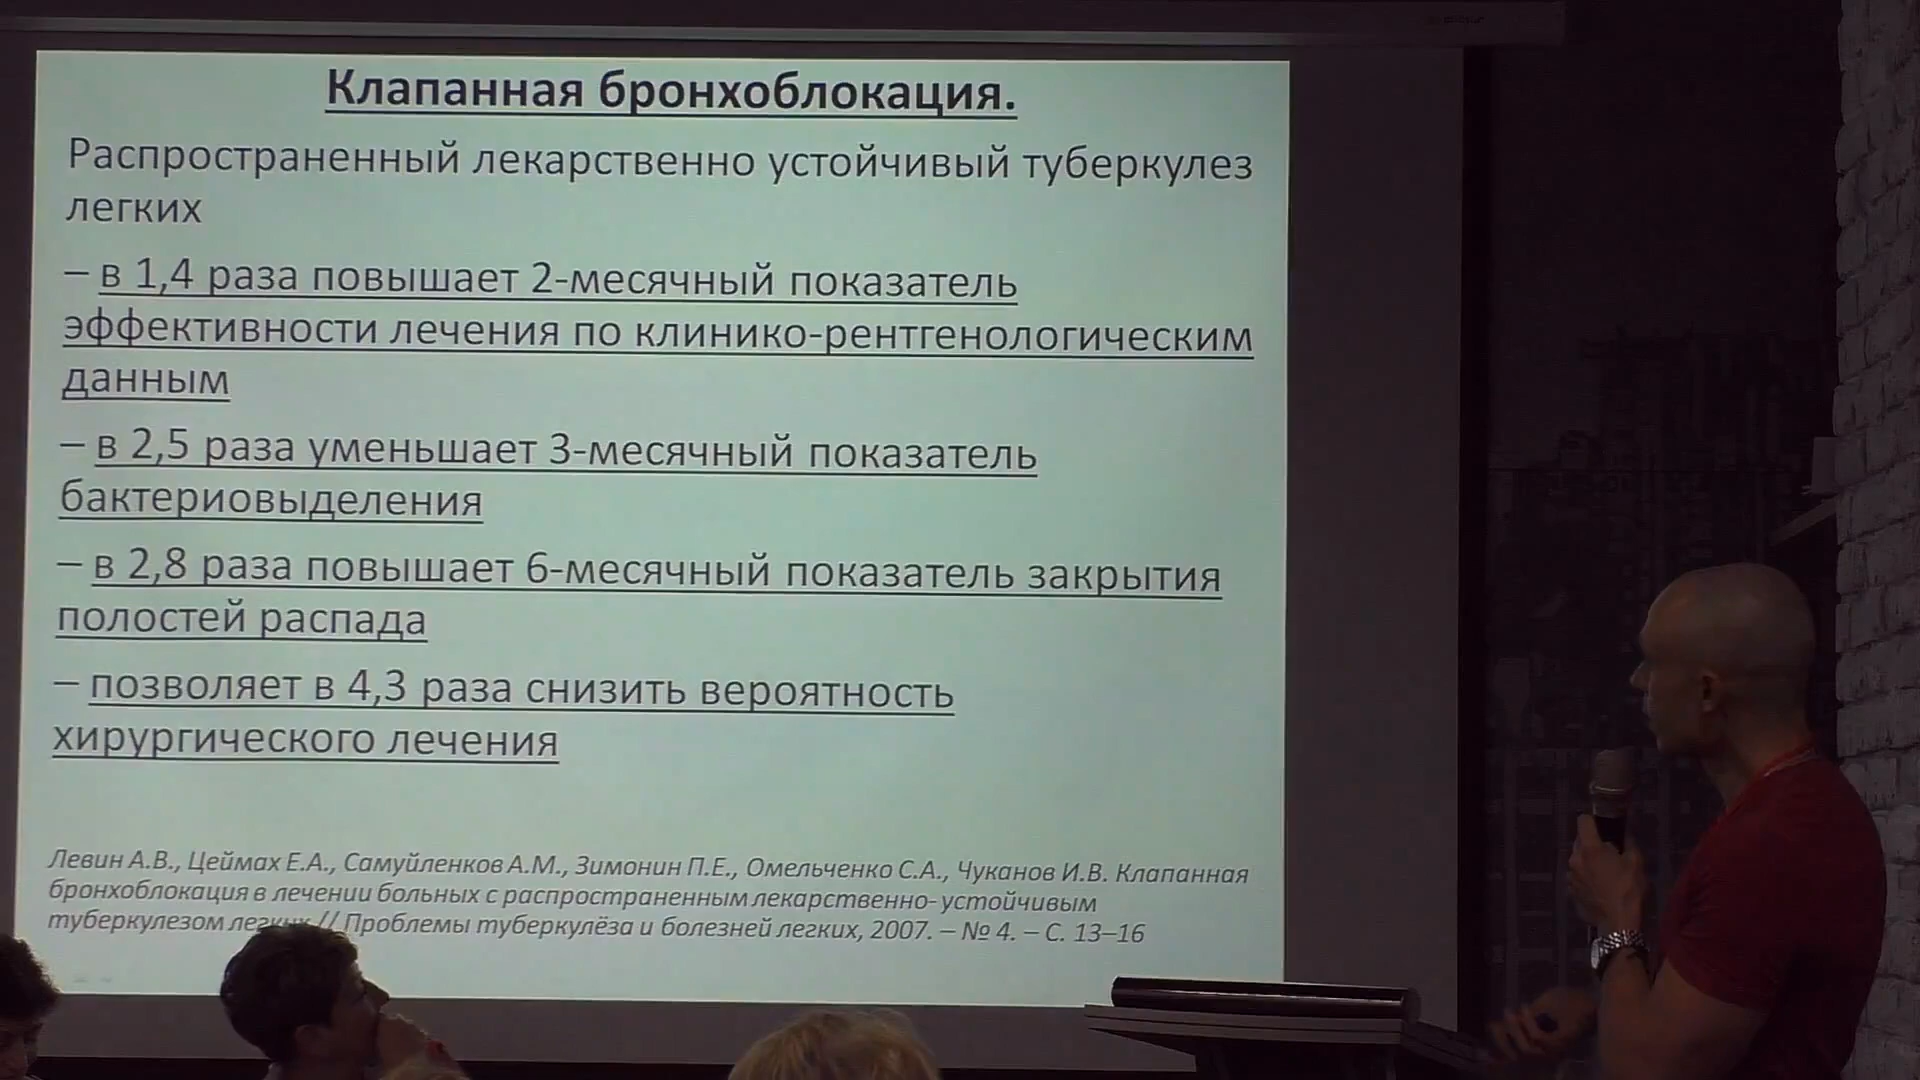 Клапанная бронхоблокация.
Распространенный лекарственно устойчивый туберкулез
легких
– в 1,4 раза повышает 2-месячный показатель
эффективности лечения по клинико-рентгенологическим
данным
– в 2,5 раза уменьшает 3-месячный показатель
бактериовыделения
– в 2,8 раза повышает 6-месячный показатель закрытия
полостей распада
– позволяет в 4,3 раза снизить вероятность
хирургического лечения
Левин А.В., Цеймах Е.А., Самуйленков А.М., Зимонин П.Е., Омельченко С.А., Чуканов И.В. Клапанная
бронхоблокация в лечении больных с распространенным лекарственно-устойчивым
туберкулезом легких // Проблемы туберкулёза и болезней легких, 2007. – № 4. – С. 13–16